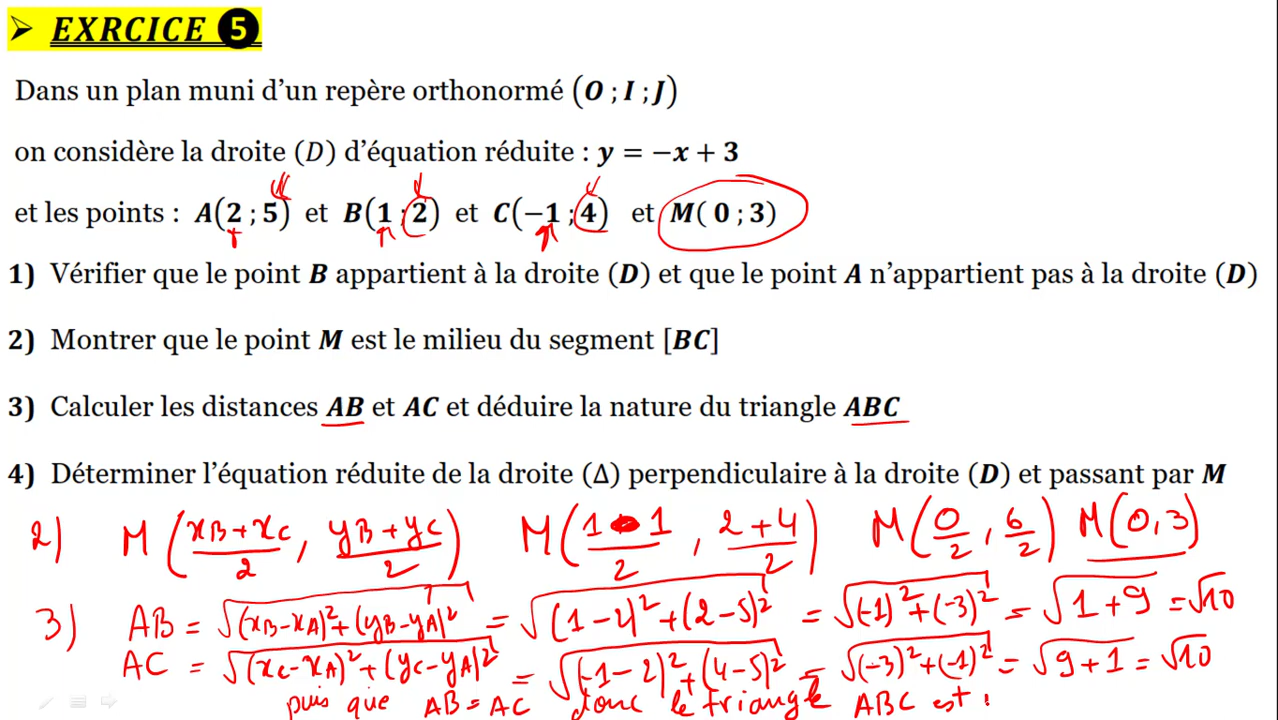 ➢ EXRCICE 5
Dans un plan muni d'un repère orthonormé (O ; I ; J)
on considère la droite (D) d'équation réduite : y = −x + 3
et les points : A(2 ; 5) et B(1 ; 2) et C(−1 ; 4) et M( 0 ; 3)
1) Vérifier que le point B appartient à la droite (D) et que le point A n'appartient pas à la droite (D)
2) Montrer que le point M est le milieu du segment [BC]
3) Calculer les distances AB et AC et déduire la nature du triangle ABC
4) Déterminer l'équation réduite de la droite (Δ) perpendiculaire à la droite (D) et passant par M
2) M((xB+xC)/2, (yB+yC)/2) M((1-1)/2, (2+4)/2) M(0/2, 6/2) M(0,3)
3) AB = √((xB−xA)²+(yB−yA)²) = √((1−2)²+(2−5)²) = √((-1)²+(-3)²) = √(1+9) = √10
AC = √((xC−xA)²+(yC−yA)²) = √((-1−2)²+(4−5)²) = √((-3)²+(-1)²) = √(9+1) = √10
puis que AB = AC donc le triangle ABC est